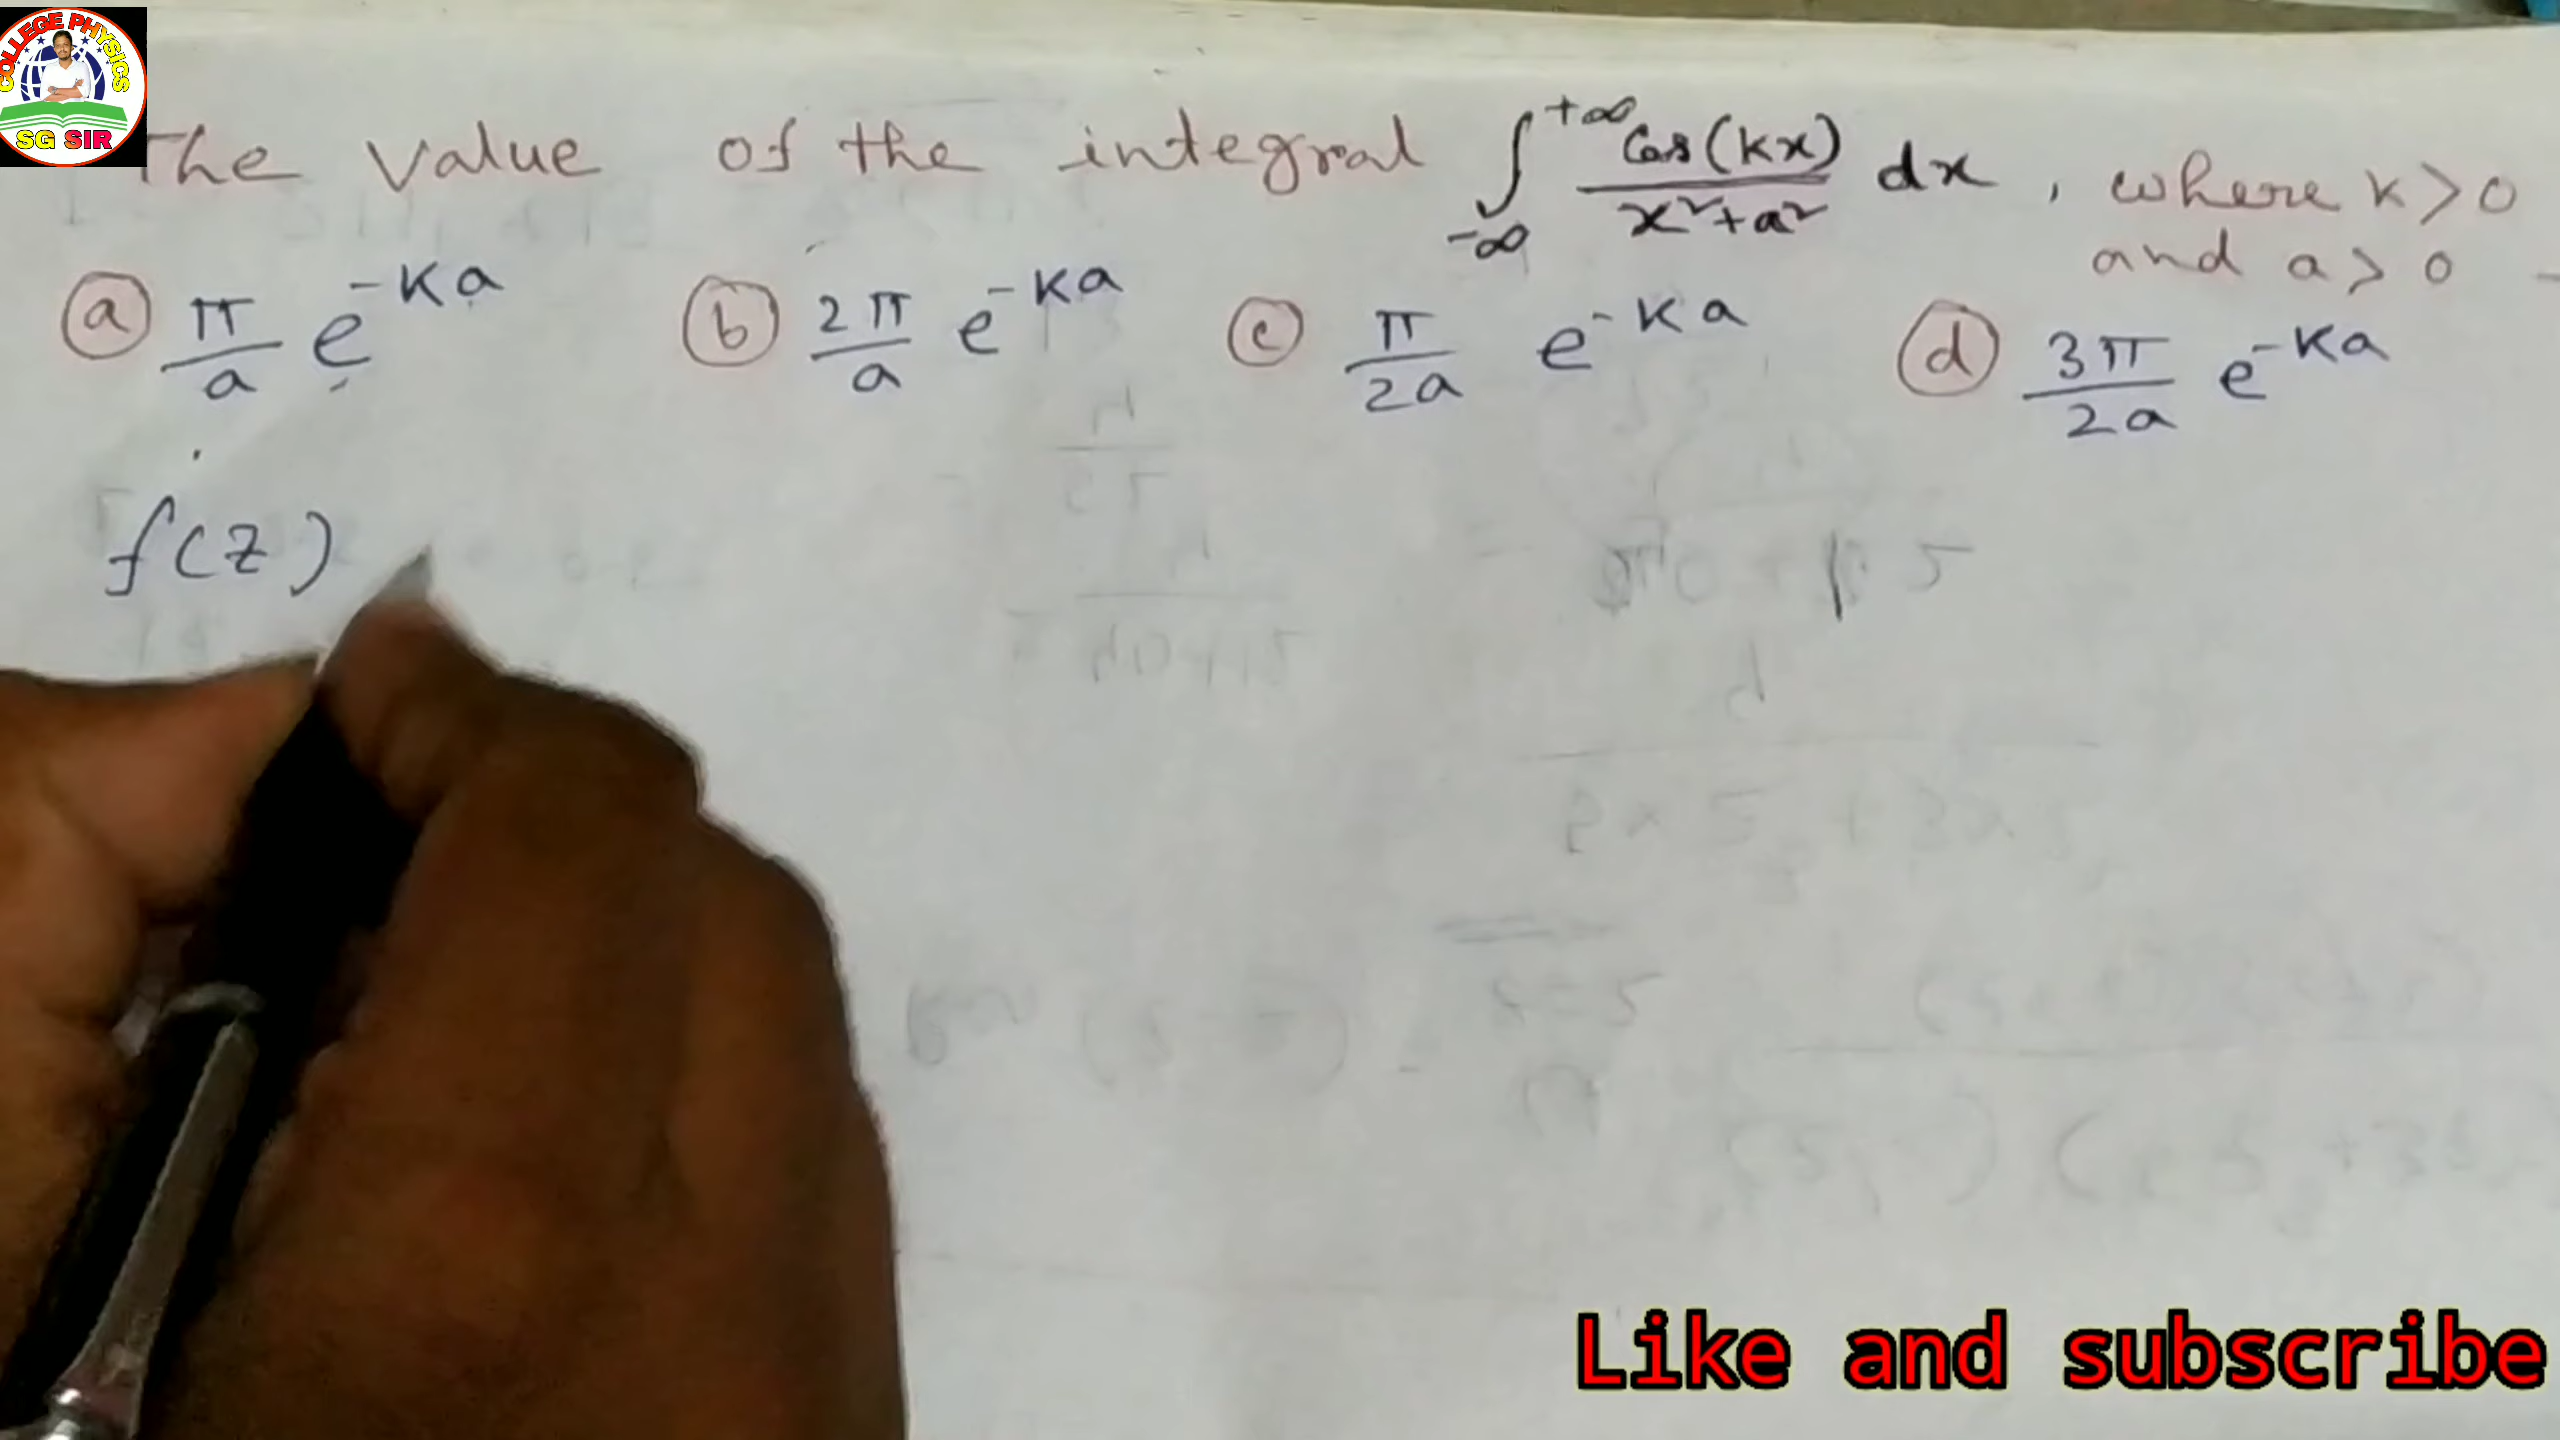 COLLEGE PHYSICS
SG SIR
The value of the integral ∫_{-∞}^{+∞} Cos(kx)/(x²+a²) dx, where k>0
and a>0
(a) π/a e^{-Ka} (b) 2π/a e^{-Ka} (c) π/2a e^{-Ka} (d) 3π/2a e^{-Ka}
f(z)
Like and subscribe